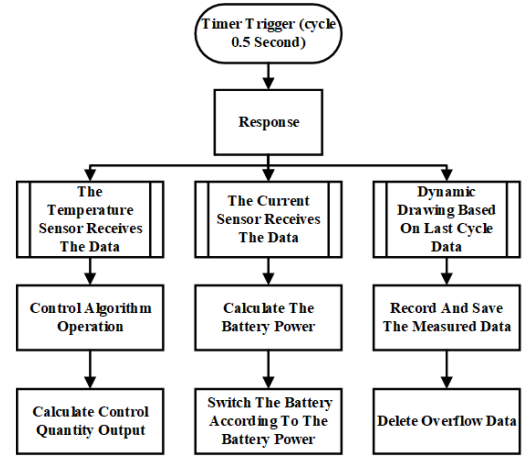 Timer Trigger (cycle
0.5 Second)
Response
The
Temperature
Sensor Receives
The Data
The Current
Sensor Receives
The Data
Dynamic
Drawing Based
On Last Cycle
Data
Control Algorithm
Operation
Calculate The
Battery Power
Record And Save
The Measured Data
Calculate Control
Quantity Output
Switch The Battery
According To The
Battery Power
Delete Overflow Data